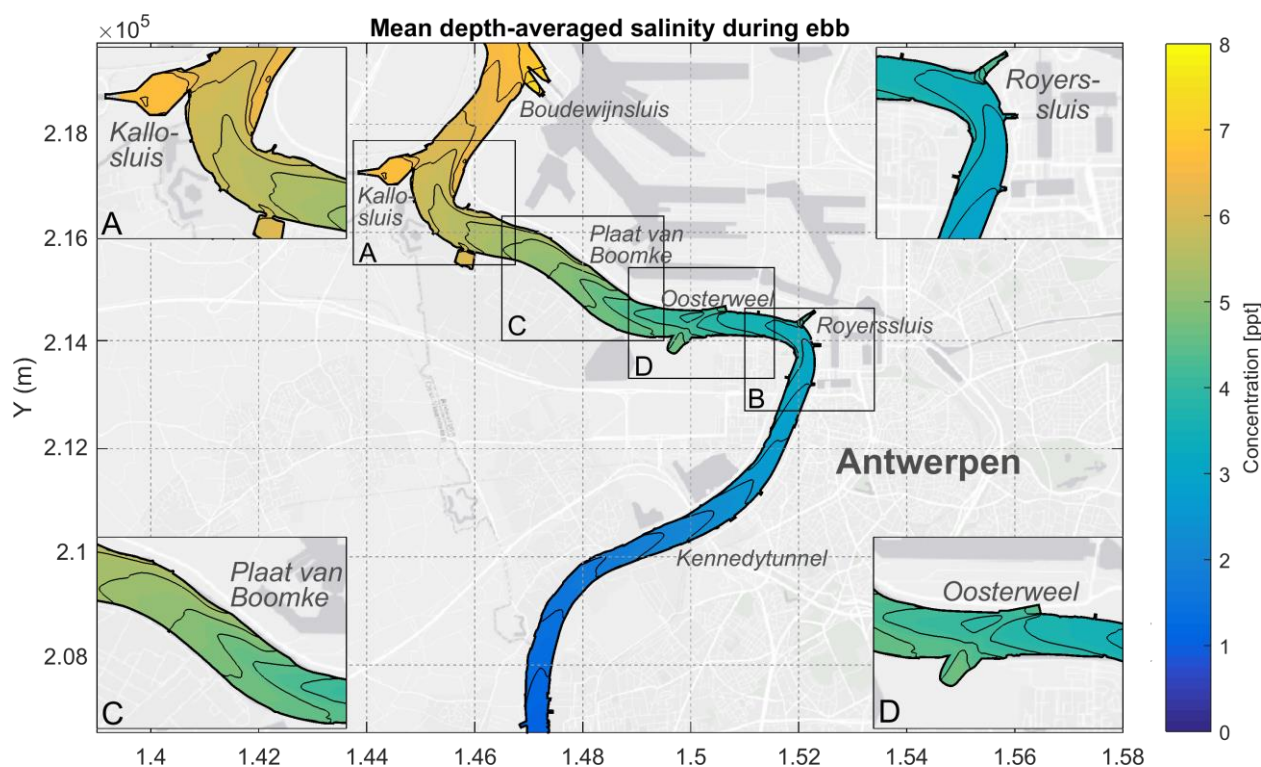 Mean depth-averaged salinity during ebb
×10⁵
Y (m)
2.18
2.16
2.14
2.12
2.1
2.08
1.4
1.42
1.44
1.46
1.48
1.5
1.52
1.54
1.56
1.58
Kallo-
sluis
A
Boudewijnsluis
Kallo-
sluis
A
Plaat van
Boomke
C
Oosterweel
D
Royerssluis
B
Royers-
sluis
Antwerpen
Kennedytunnel
Plaat van
Boomke
C
Oosterweel
D
8
7
6
5
4
3
2
1
0
Concentration [ppt]